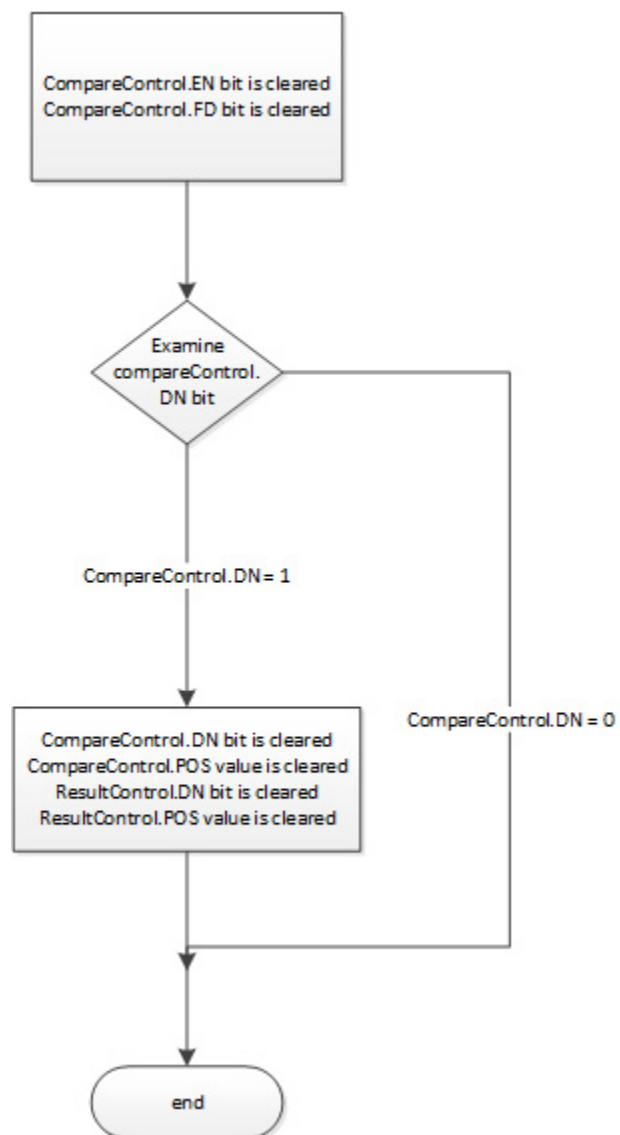 CompareControl.EN bit is cleared
CompareControl.FD bit is cleared
Examine
compareControl.
DN bit
CompareControl.DN = 1
CompareControl.DN = 0
CompareControl.DN bit is cleared
CompareControl.POS value is cleared
ResultControl.DN bit is cleared
ResultControl.POS value is cleared
end